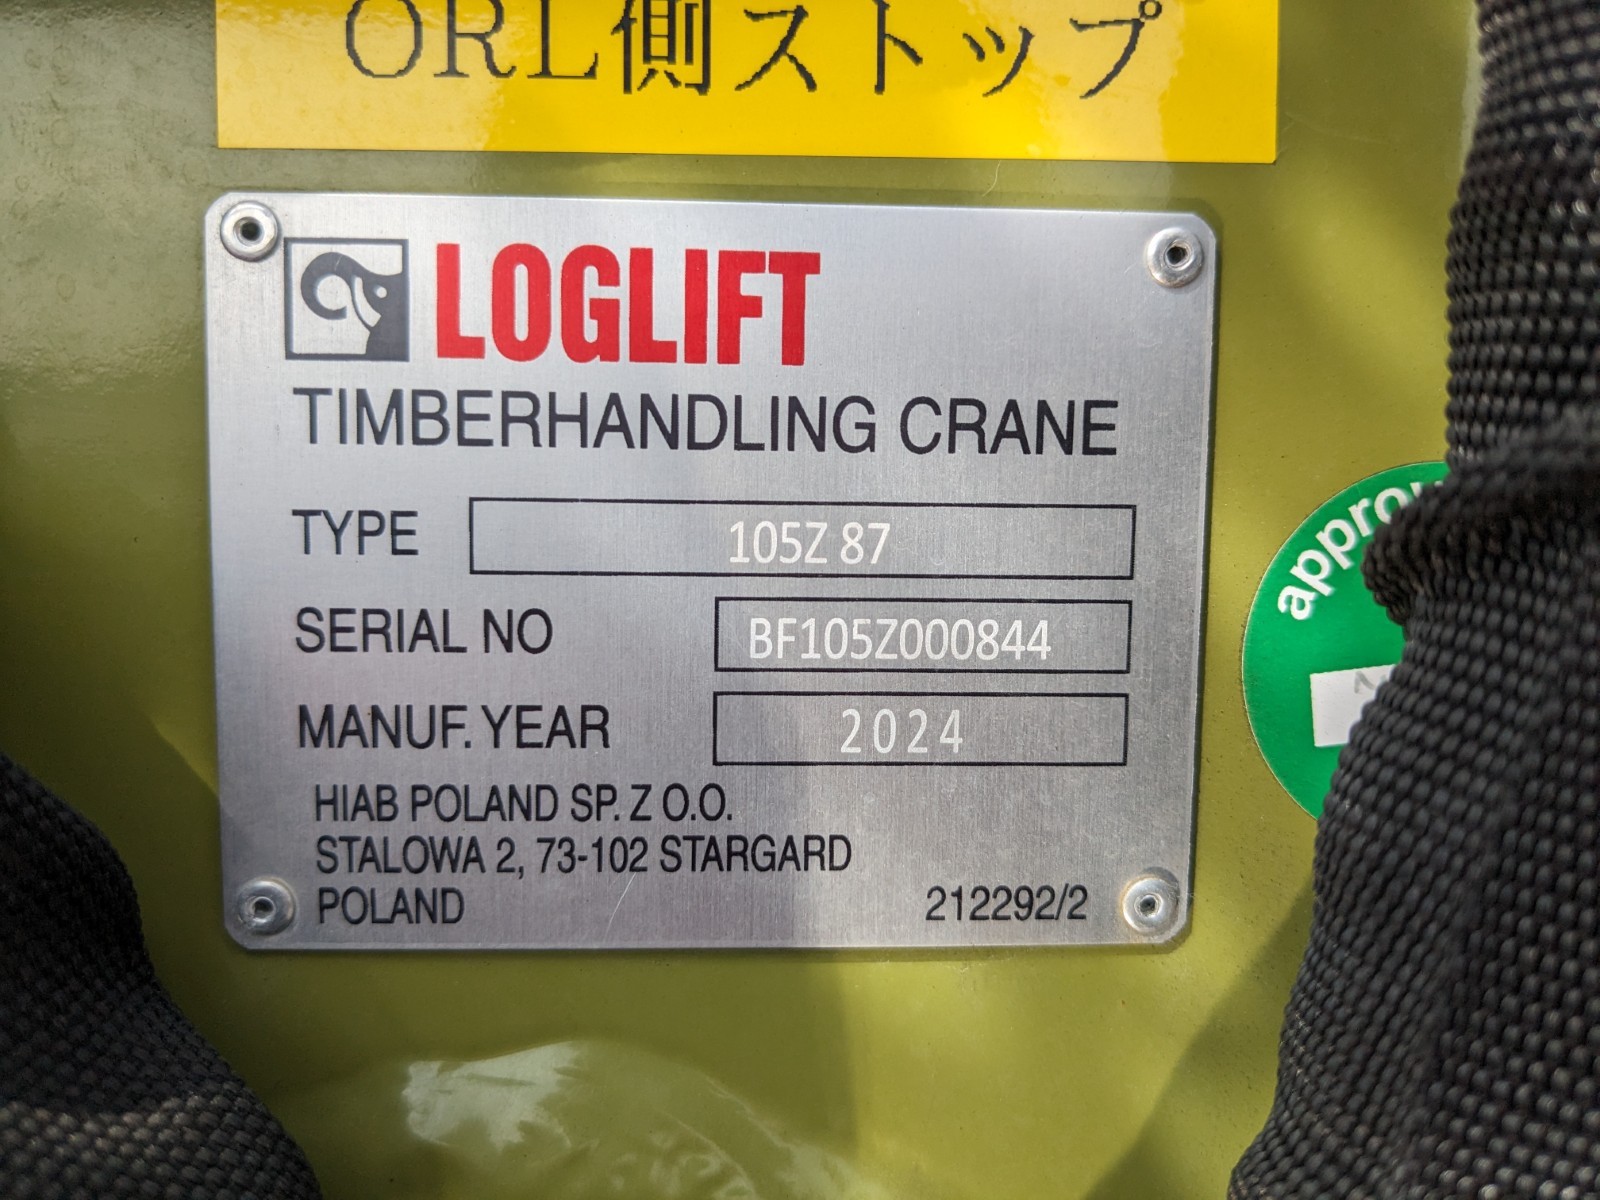 ORL側ストップ
LOGLIFT
TIMBERHANDLING CRANE
TYPE 105Z 87
SERIAL NO BF105Z000844
MANUF. YEAR 2024
HIAB POLAND SP. Z O.O.
STALOWA 2, 73-102 STARGARD
POLAND 212292/2